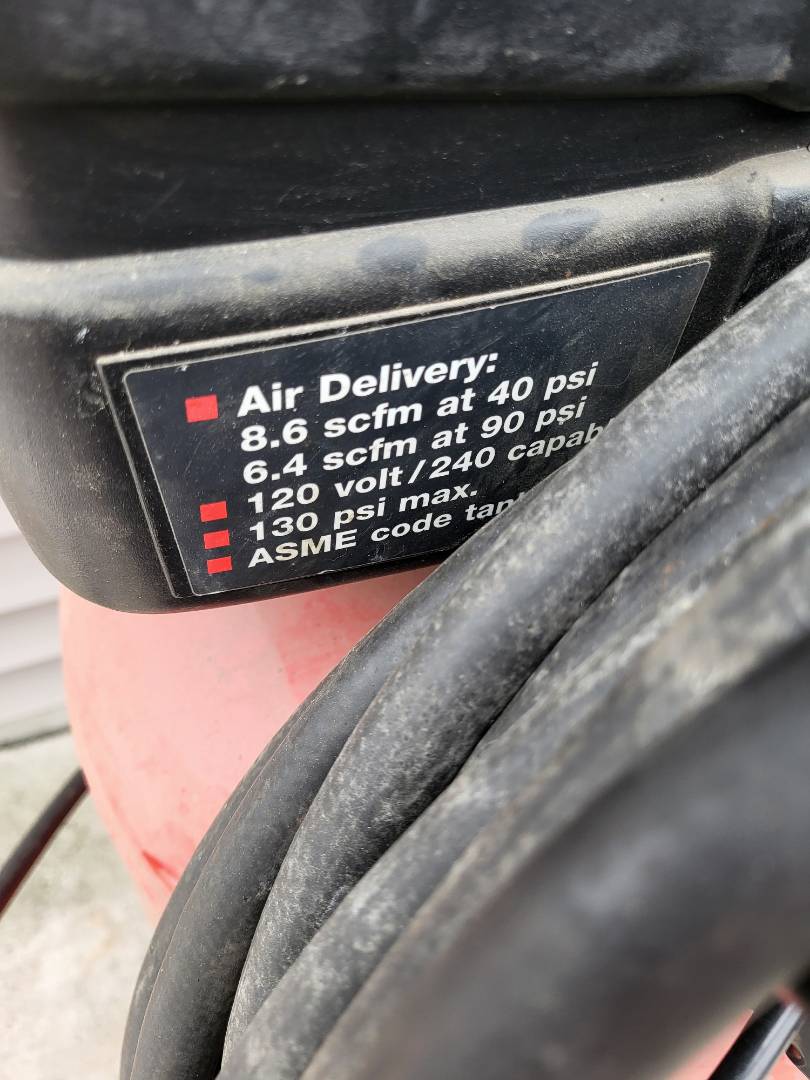 Air Delivery:
8.6 scfm at 40 psi
6.4 scfm at 90 psi
120 volt/240
130 psi max.
ASME code